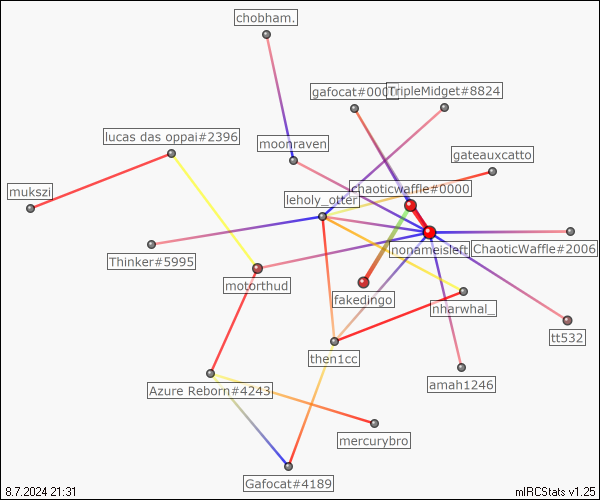 chobham.
gafocat#000
TripleMidget#8824
lucas das oppai#2396
moonraven
gateauxcatto
mukszi
chaoticwaffle#0000
leholy_otter
nonameisleft
ChaoticWaffle#2006
Thinker#5995
motorthud
fakedingo
nharwhal_
tt532
then1cc
Azure Reborn#4243
amah1246
mercurybro
Gafocat#4189
8.7.2024 21:31
mIRCStats v1.25